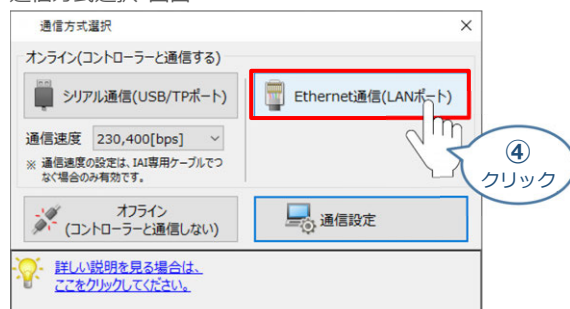 通信方式選択
オンライン(コントローラーと通信する)
シリアル通信(USB/TPポート)
Ethernet通信(LANポート)
通信速度 230,400[bps]
※ 通信速度の設定は、IAI専用ケーブルでつ
なぐ場合のみ有効です。
④
クリック
オフライン
(コントローラーと通信しない)
通信設定
詳しい説明を見る場合は、
ここをクリックしてください。